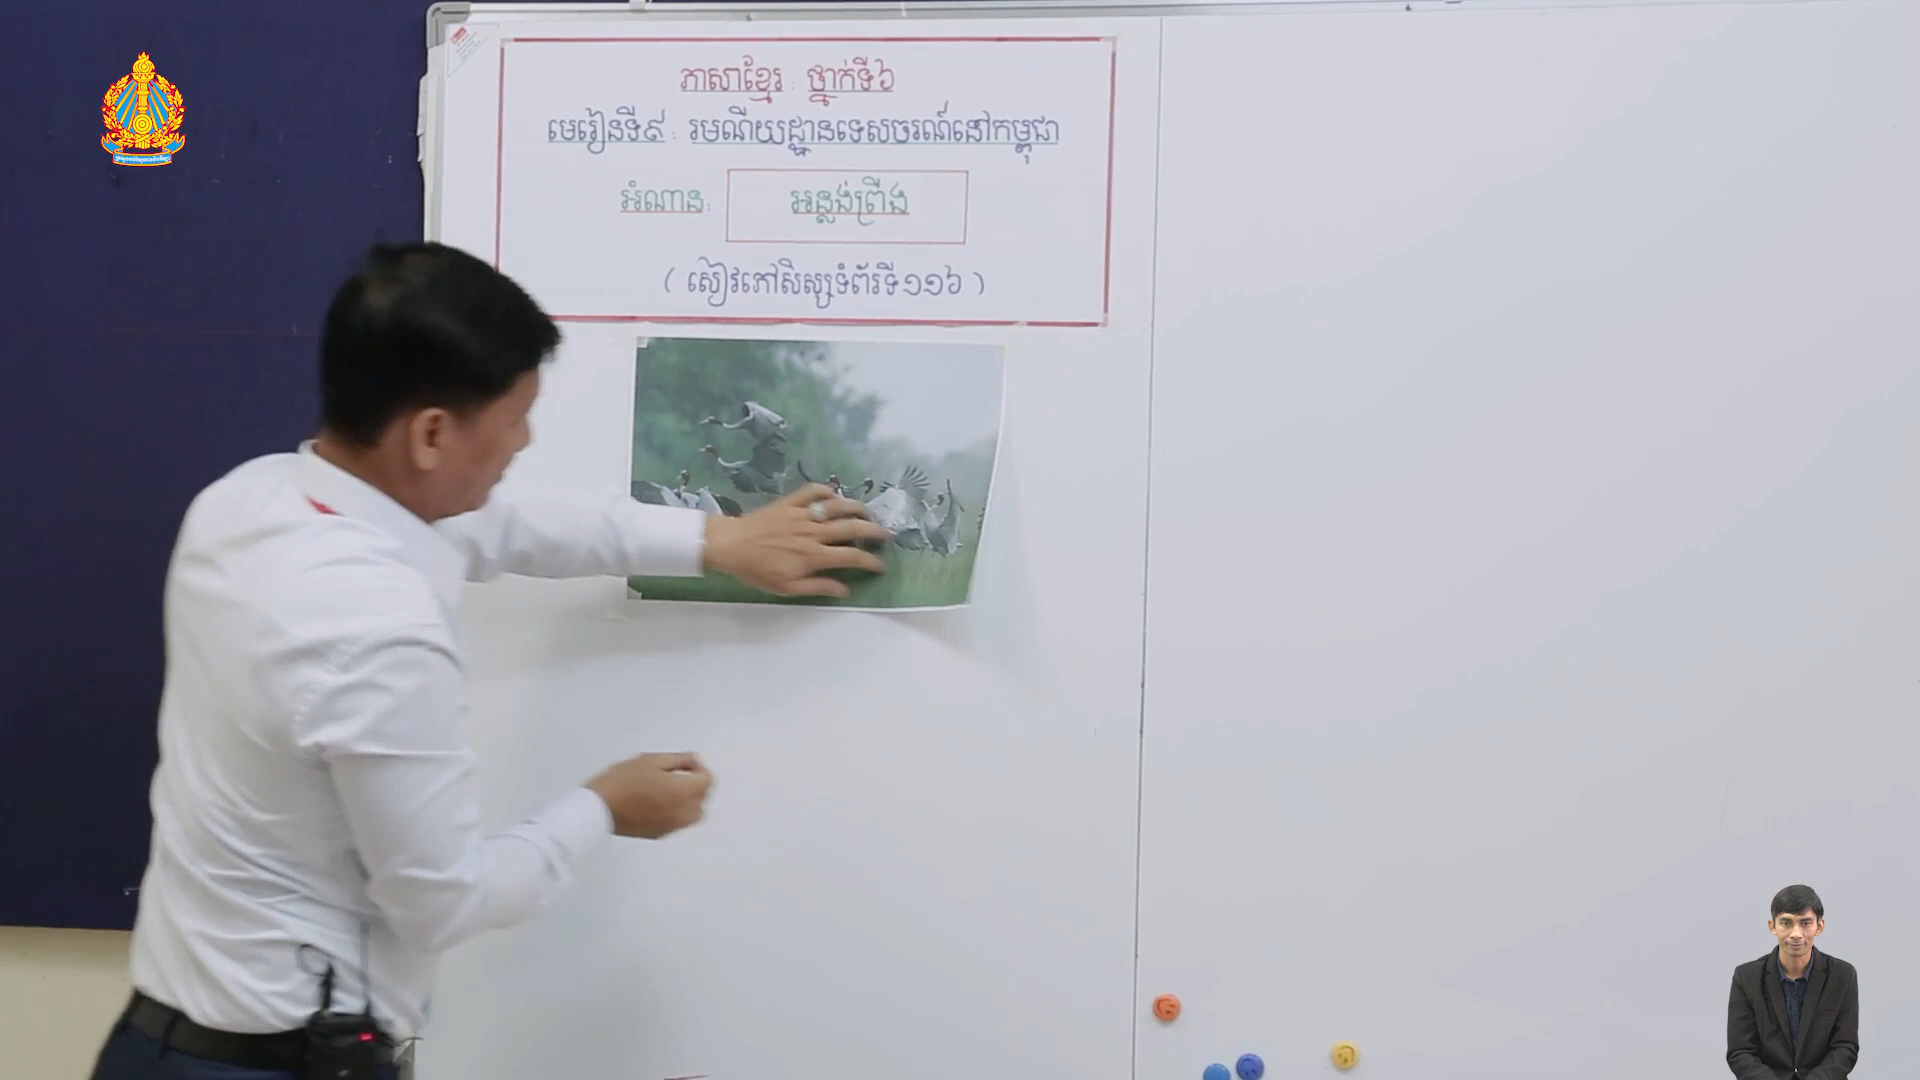 ភាសាខ្មែរ : ថ្នាក់ទី៦
មេរៀនទី៩ : រមណីយដ្ឋានទេសចរណ៍នៅកម្ពុជា
អំណាន: អន្លង់ព្រីង
( សៀវភៅសិស្សទំព័រទី១១៦ )